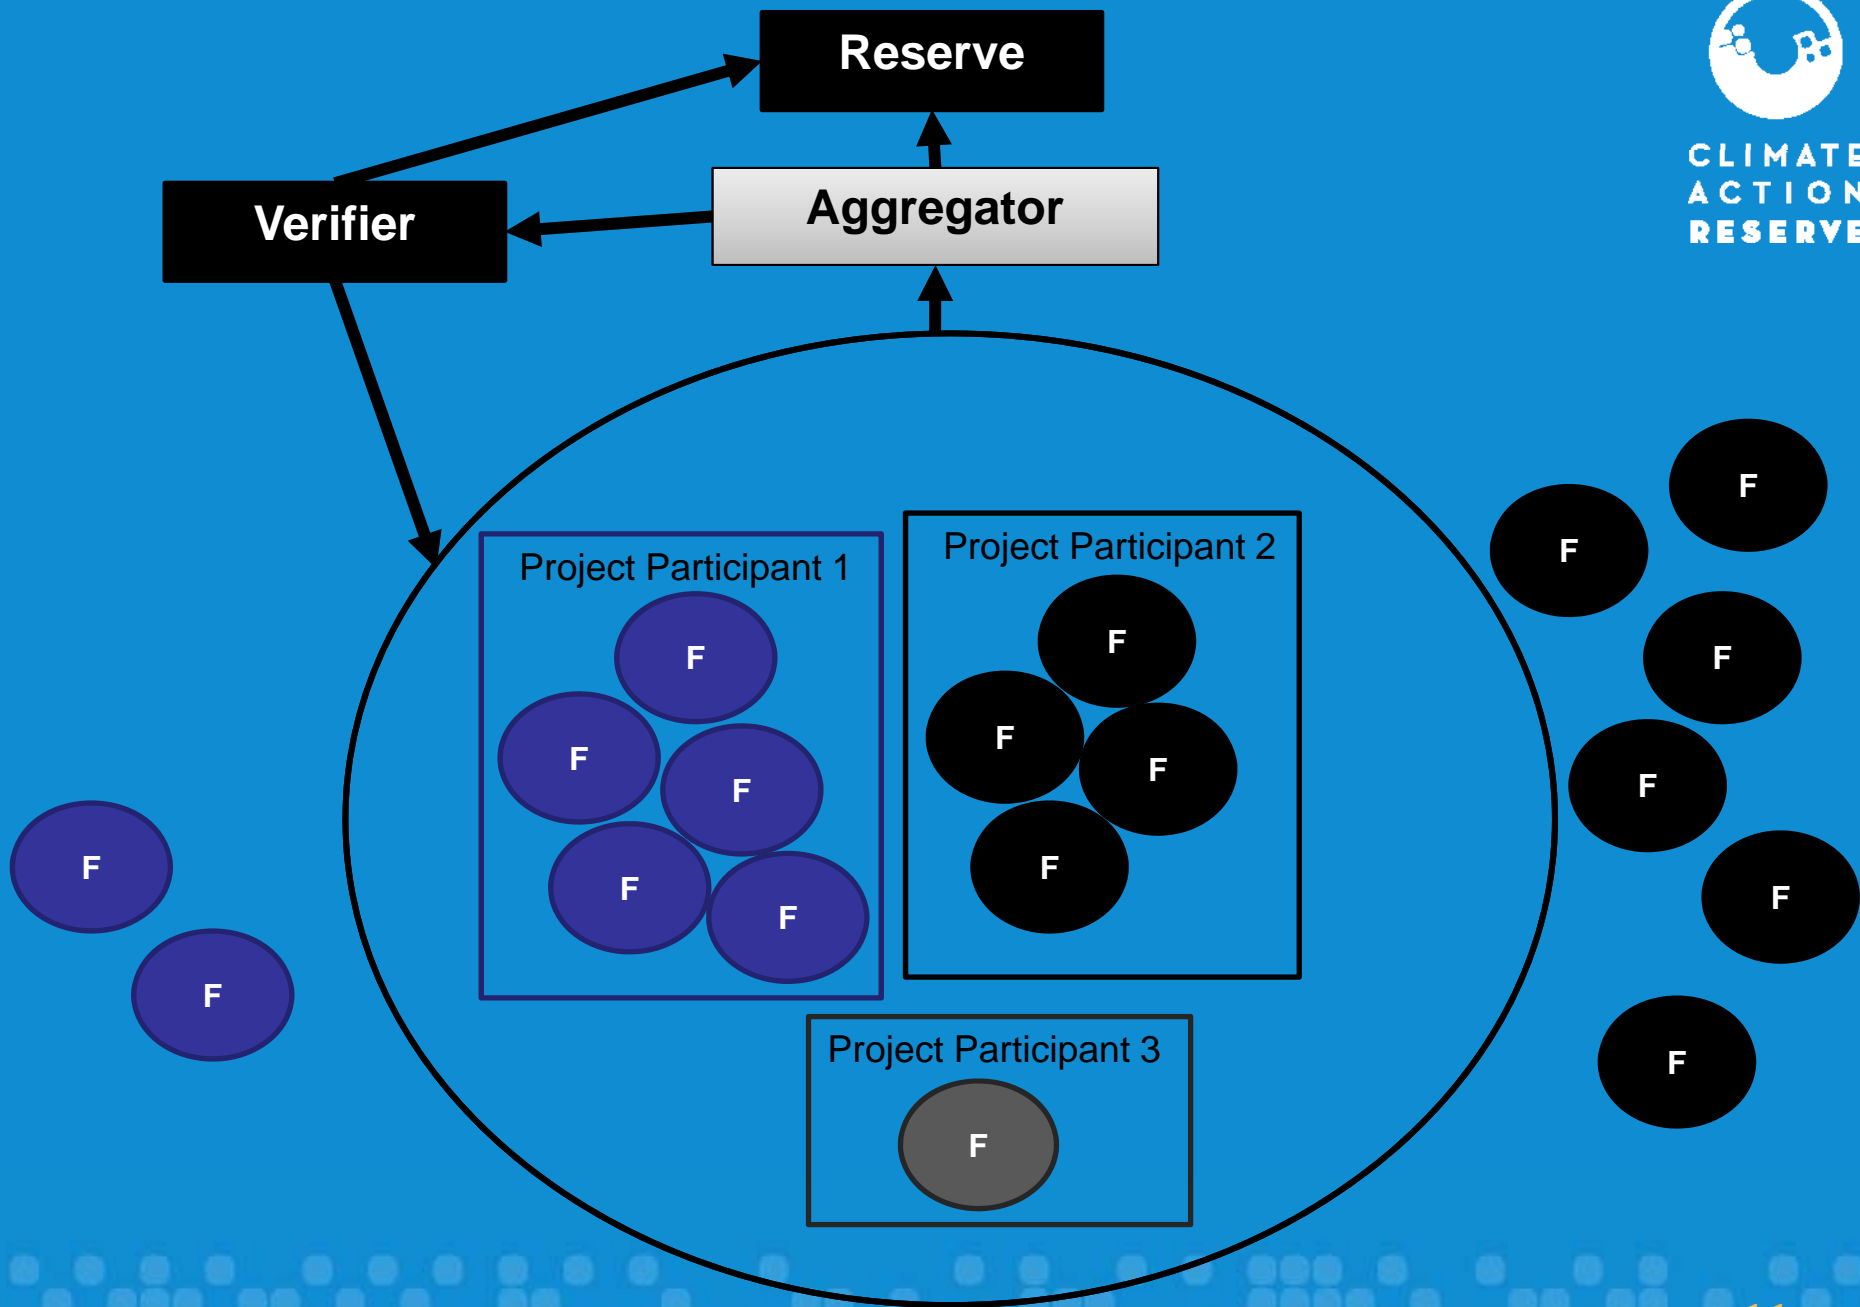 Reserve
CLIMATE
ACTION
RESERVE
Verifier
Aggregator
Project Participant 1
F
F
F
F
F
Project Participant 2
F
F
F
F
Project Participant 3
F
F
F
F
F
F
F
F
F